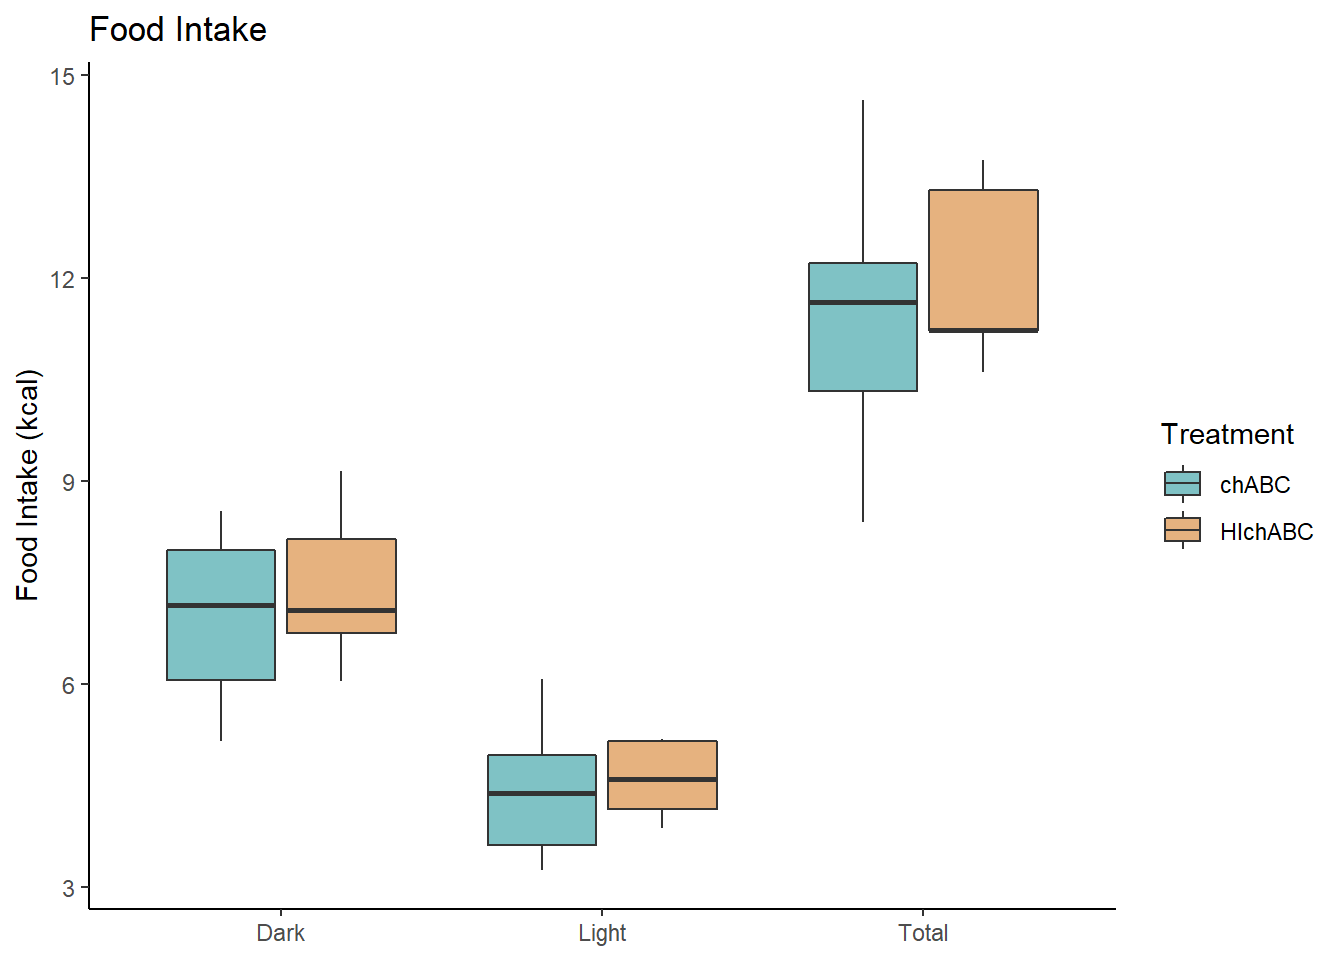 Food Intake
Food Intake (kcal)
15
12
9
6
3
Dark
Light
Total
Treatment
chABC
HIchABC